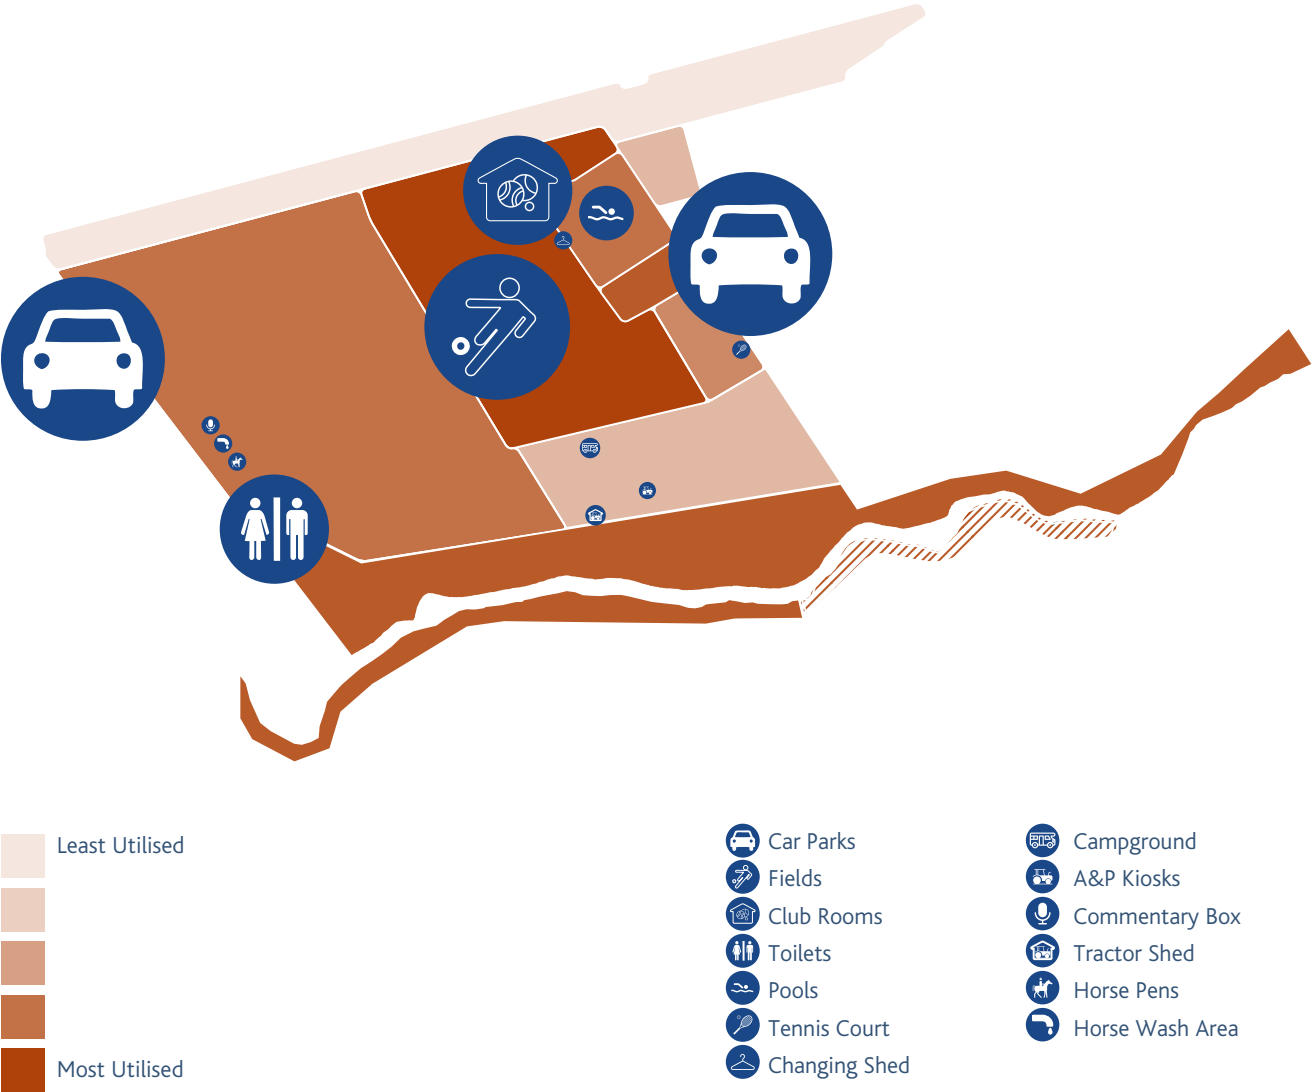 Least Utilised
Most Utilised
Car Parks
Fields
Club Rooms
Toilets
Pools
Tennis Court
Changing Shed
Campground
A&P Kiosks
Commentary Box
Tractor Shed
Horse Pens
Horse Wash Area